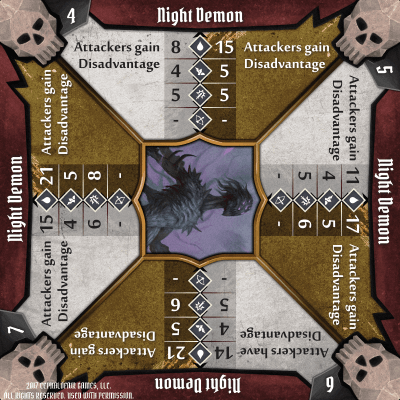 4
Night Demon
Attackers gain
Disadvantage
8 15
4 5
5 5
- -
Attackers gain
Disadvantage
5
Night Demon
Attackers gain
Disadvantage
11 17
4 5
5 6
- -
Attackers gain
Disadvantage
6
Night Demon
Attackers have
Disadvantage
14 21
4 5
5 6
- -
Attackers gain
Disadvantage
7
Night Demon
Attackers gain
Disadvantage
15 21
4 5
6 8
- -
Attackers gain
Disadvantage
2017 CEPHALOFAIR GAMES, LLC.
ALL RIGHTS RESERVED. USED WITH PERMISSION.